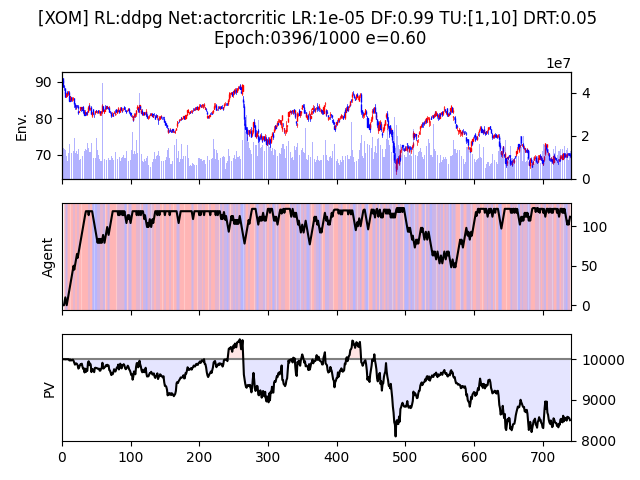 [XOM] RL:ddpg Net:actorcritic LR:1e-05 DF:0.99 TU:[1,10] DRT:0.05
Epoch:0396/1000 e=0.60
1e7
Env.
90
80
70
4
2
0
Agent
100
50
0
PV
10000
9000
8000
0 100 200 300 400 500 600 700